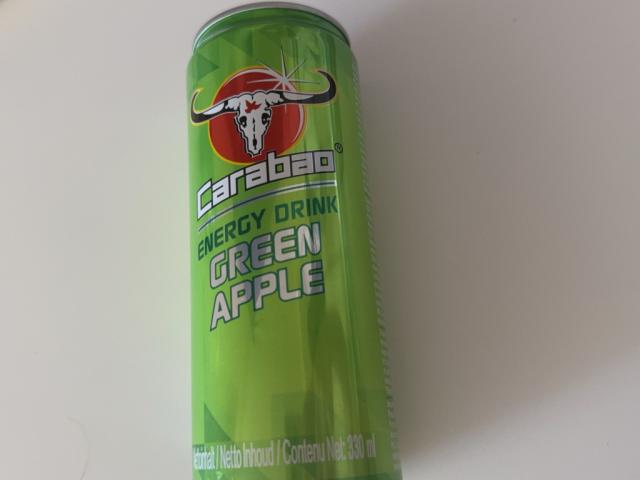 Carabao®
ENERGY DRINK
GREEN
APPLE
/ Netto Inhoud / Contenu Net: 330 ml